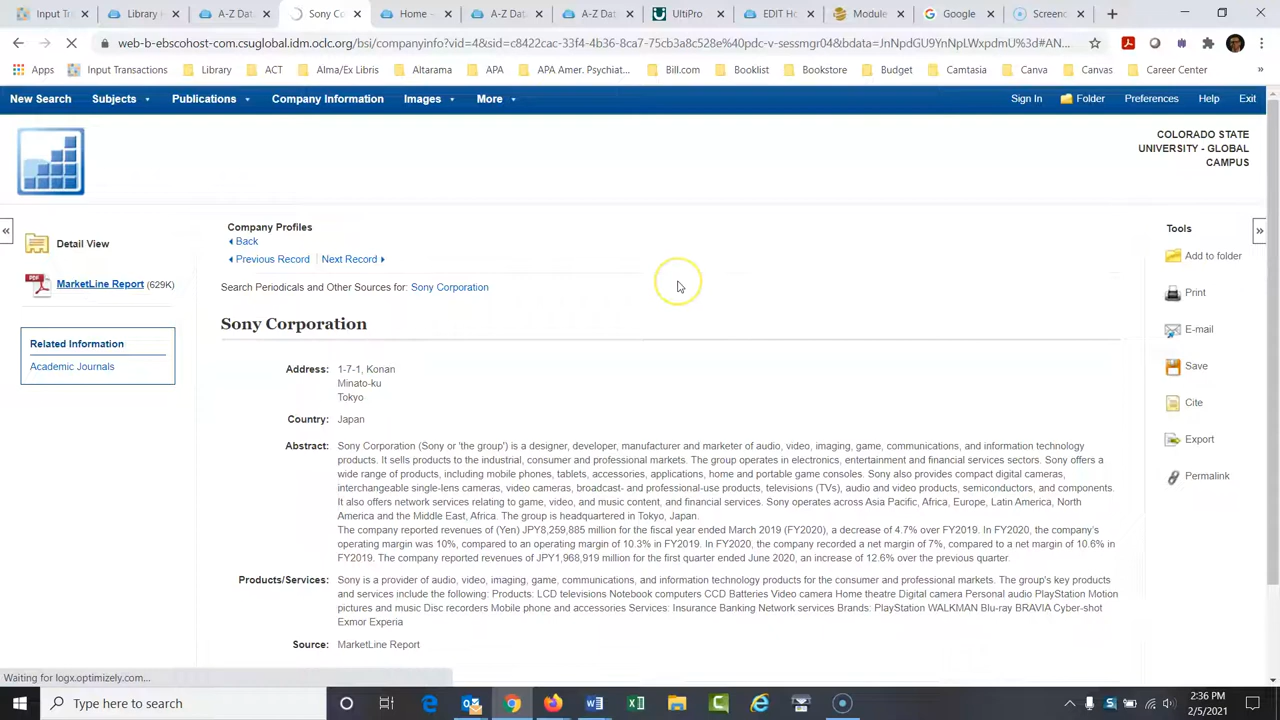 Input Tra
Library H
A-Z Data
Sony Co
Home -
A-Z Data
A-Z Data
UltiPro
EDIT Ho
Module
Google
Screenc
web-b-ebscohost-com.csuglobal.idm.oclc.org/bsi/companyInfo?vid=4&sid=c8422cac-33f4-4b36-8ca7-75cb3a8c528e%40pdc-v-sessmgr04&bdata=JnNpdGU9YnNpLWxpdmU%3d#AN...
Apps
Input Transactions
Library
ACT
Alma/Ex Libris
Altarama
APA
APA Amer. Psychiat...
Bill.com
Booklist
Bookstore
Budget
Camtasia
Canva
Canvas
Career Center
»
New Search
Subjects
Publications
Company Information
Images
More
Sign In
Folder
Preferences
Help
Exit
COLORADO STATE
UNIVERSITY - GLOBAL
CAMPUS
«
Detail View
PDF
MarketLine Report (629K)
Related Information
Academic Journals
Company Profiles
Back
Previous Record
Next Record
Search Periodicals and Other Sources for: Sony Corporation
Sony Corporation
Address: 1-7-1, Konan
Minato-ku
Tokyo
Country: Japan
Abstract: Sony Corporation (Sony or 'the group') is a designer, developer, manufacturer and marketer of audio, video, imaging, game, communications, and information technology
products. It sells products to the industrial, consumer and professional markets. The group operates in electronics, entertainment and financial services sectors. Sony offers a
wide range of products, including mobile phones, tablets, accessories, applications, home and portable game consoles. Sony also provides compact digital cameras,
interchangeable single-lens cameras, video cameras, broadcast- and professional-use products, televisions (TVs), audio and video products, semiconductors, and components.
It also offers network services relating to game, video, and music content, and financial services. Sony operates across Asia Pacific, Africa, Europe, Latin America, North
America and the Middle East, Africa. The group is headquartered in Tokyo, Japan.
The company reported revenues of (Yen) JPY8,259,885 million for the fiscal year ended March 2019 (FY2020), a decrease of 4.7% over FY2019. In FY2020, the company's
operating margin was 10%, compared to an operating margin of 10.3% in FY2019. In FY2020, the company recorded a net margin of 7%, compared to a net margin of 10.6% in
FY2019. The company reported revenues of JPY1,968,919 million for the first quarter ended June 2020, an increase of 12.6% over the previous quarter.
Products/Services: Sony is a provider of audio, video, imaging, game, communications, and information technology products for the consumer and professional markets. The group's key products
and services include the following: Products: LCD televisions Notebook computers CCD Batteries Video camera Home theatre Digital camera Personal audio PlayStation Motion
pictures and music Disc recorders Mobile phone and accessories Services: Insurance Banking Network services Brands: PlayStation WALKMAN Blu-ray BRAVIA Cyber-shot
Exmor Experia
Source: MarketLine Report
»
Tools
Add to folder
Print
E-mail
Save
Cite
Export
Permalink
Waiting for logx.optimizely.com...
Type here to search
2:36 PM
2/5/2021